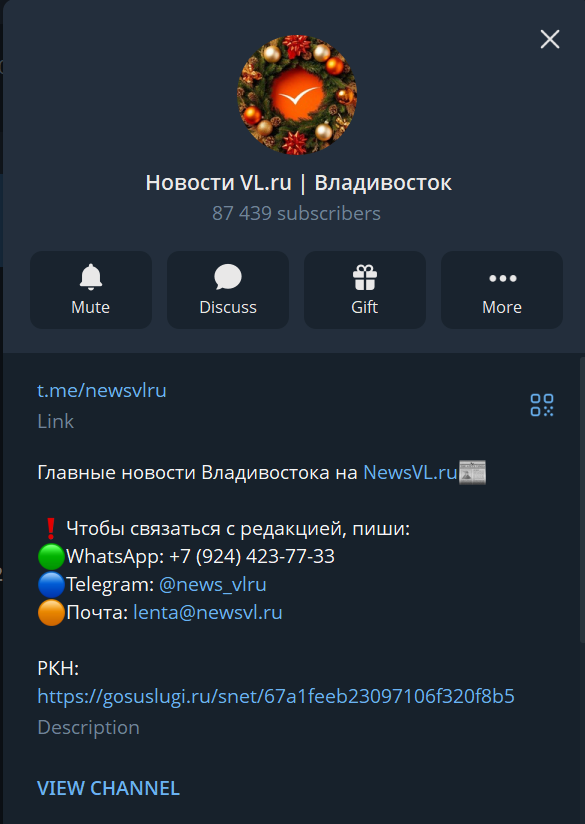 Новости VL.ru | Владивосток
87 439 subscribers
Mute
Discuss
Gift
More
t.me/newsvlru
Link
Главные новости Владивостока на NewsVL.ru📰
❗️Чтобы связаться с редакцией, пиши:
🟢WhatsApp: +7 (924) 423-77-33
🔵Telegram: @news_vlru
🟠Почта: lenta@newsvl.ru
РКН:
https://gosuslugi.ru/snet/67a1feeb23097106f320f8b5
Description
VIEW CHANNEL